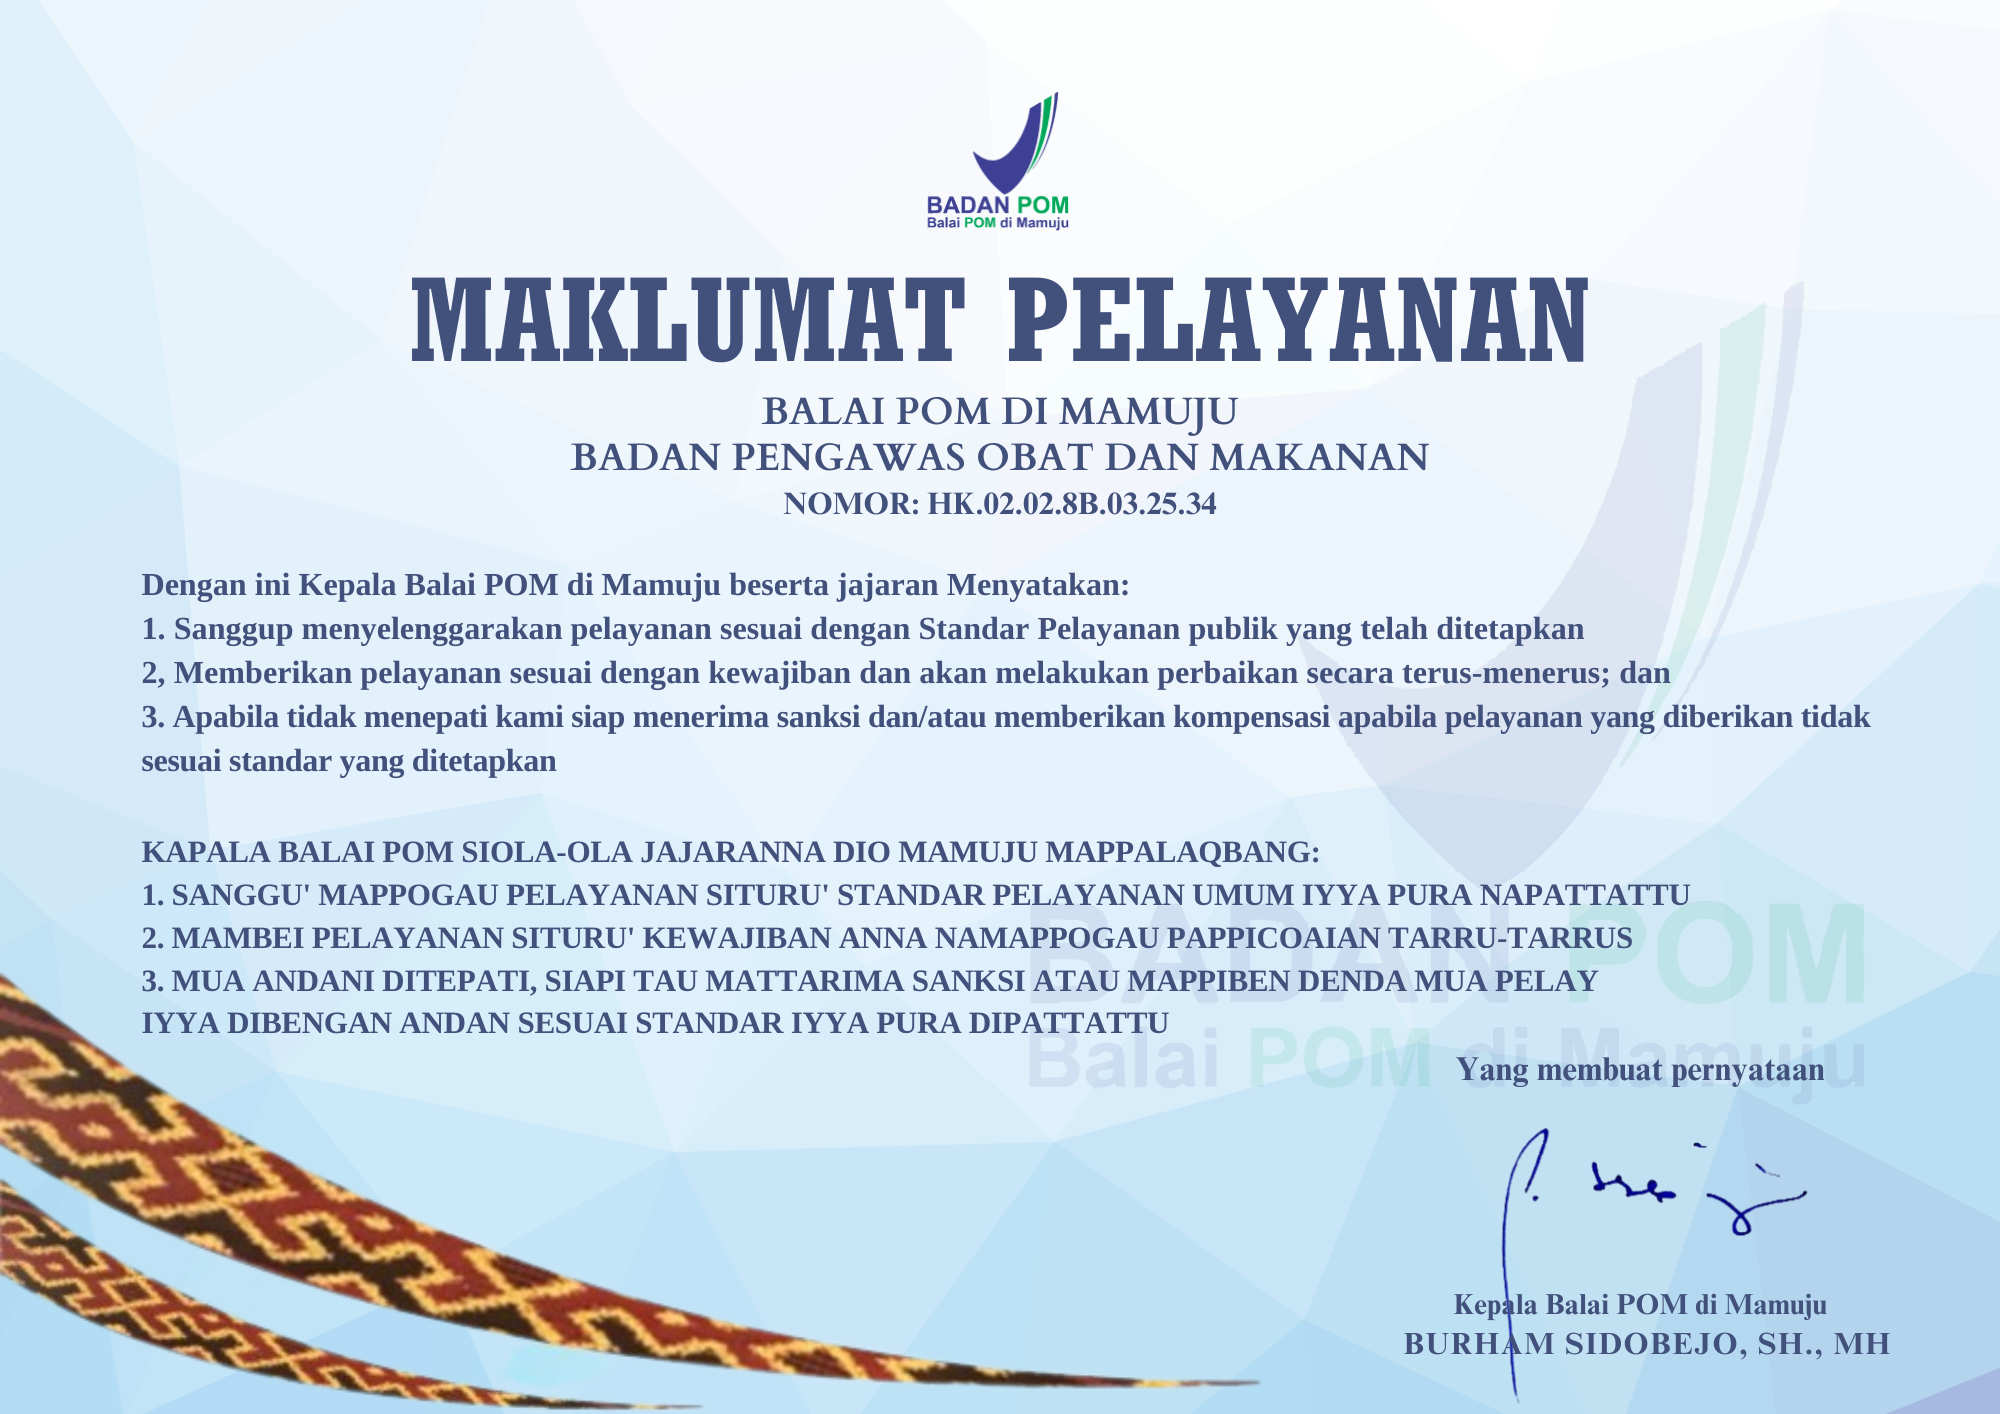 BADAN POM
Balai POM di Mamuju
MAKLUMAT PELAYANAN
BALAI POM DI MAMUJU
BADAN PENGAWAS OBAT DAN MAKANAN
NOMOR: HK.02.02.8B.03.25.34
Dengan ini Kepala Balai POM di Mamuju beserta jajaran Menyatakan:
1. Sanggup menyelenggarakan pelayanan sesuai dengan Standar Pelayanan publik yang telah ditetapkan
2, Memberikan pelayanan sesuai dengan kewajiban dan akan melakukan perbaikan secara terus-menerus; dan
3. Apabila tidak menepati kami siap menerima sanksi dan/atau memberikan kompensasi apabila pelayanan yang diberikan tidak
sesuai standar yang ditetapkan
KAPALA BALAI POM SIOLA-OLA JAJARANNA DIO MAMUJU MAPPALAQBANG:
1. SANGGU' MAPPOGAU PELAYANAN SITURU' STANDAR PELAYANAN UMUM IYYA PURA NAPATTATTU
2. MAMBEI PELAYANAN SITURU' KEWAJIBAN ANNA NAMAPPOGAU PAPPICOAIAN TARRU-TARRUS
3. MUA ANDANI DITEPATI, SIAPI TAU MATTARIMA SANKSI ATAU MAPPIBEN DENDA MUA PELAY
IYYA DIBENGAN ANDAN SESUAI STANDAR IYYA PURA DIPATTATTU
BADAN POM
Balai POM di Mamuju
Yang membuat pernyataan
Kepala Balai POM di Mamuju
BURHAM SIDOBEJO, SH., MH